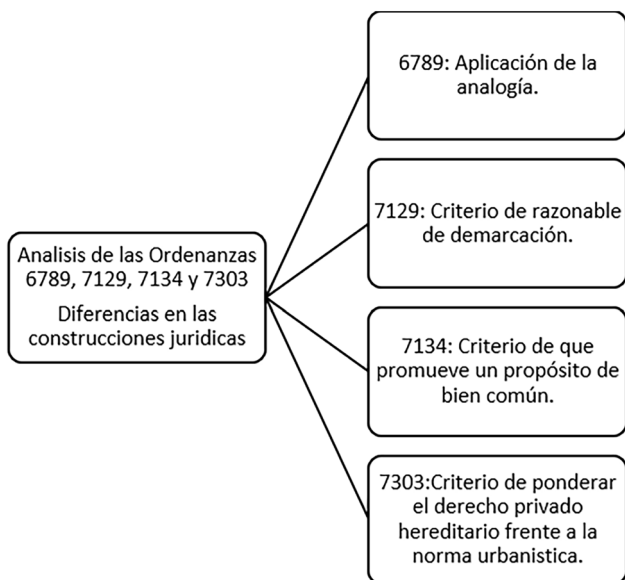 Analisis de las Ordenanzas
6789, 7129, 7134 y 7303
Diferencias en las
construcciones juridicas
6789: Aplicación de la
analogía.
7129: Criterio de razonable
de demarcación.
7134: Criterio de que
promueve un propósito de
bien común.
7303:Criterio de ponderar
el derecho privado
hereditario frente a la
norma urbanistica.